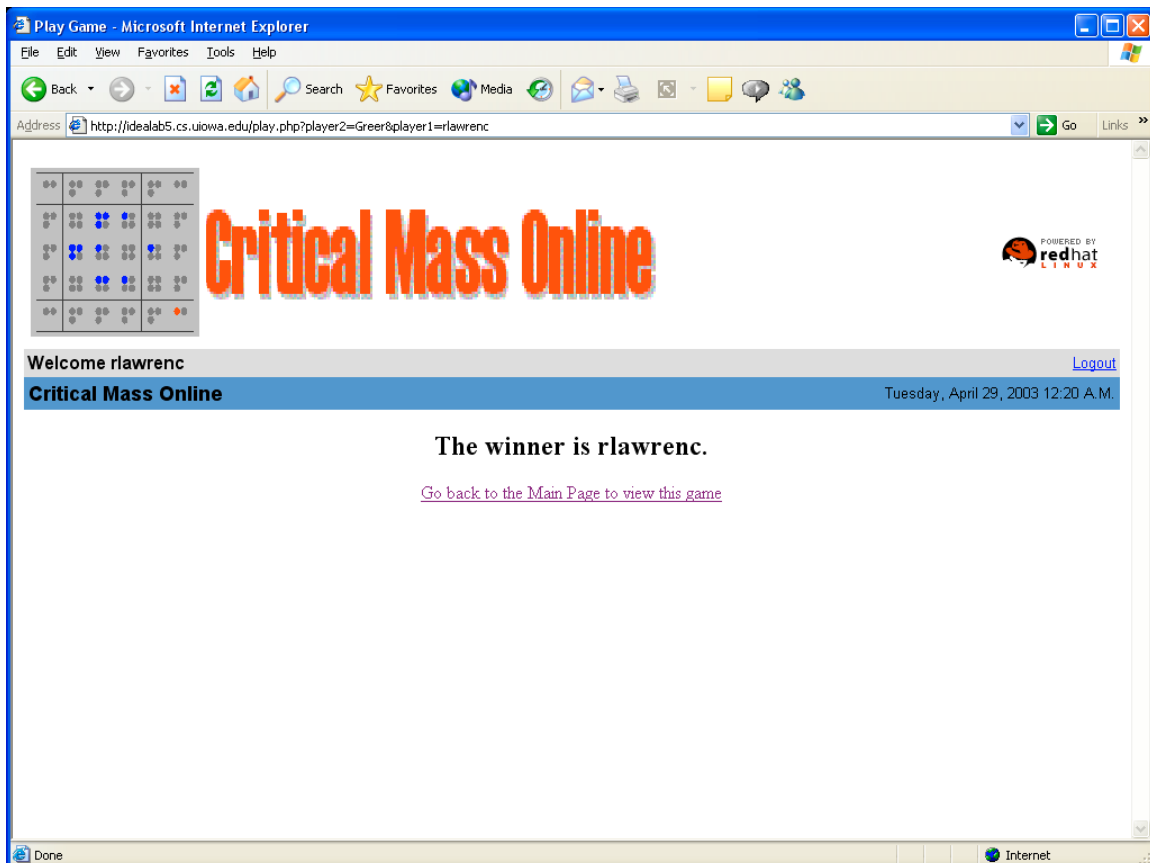 Play Game - Microsoft Internet Explorer
File Edit View Favorites Tools Help
Back Search Favorites Media
Address http://idealab5.cs.uiowa.edu/play.php?player2=Greer&player1=rlawrenc Go Links »
Critical Mass Online
POWERED BY
redhat
LINUX
Welcome rlawrenc Logout
Critical Mass Online Tuesday, April 29, 2003 12:20 A.M.
The winner is rlawrenc.
Go back to the Main Page to view this game
Done Internet